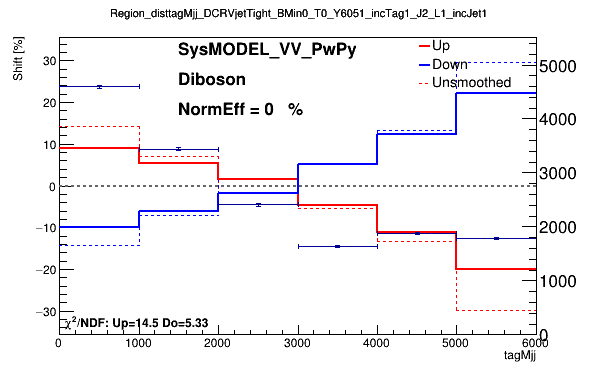 Region_disttagMjj_DCRVjetTight_BMin0_T0_Y6051_incTag1_J2_L1_incJet1
Shift [%]
SysMODEL_VV_PwPy
Diboson
NormEff = 0 %
Up
Down
Unsmoothed
30
20
10
0
−10
−20
−30
5000
4000
3000
2000
1000
0
χ²/NDF: Up=14.5 Do=5.33
0 1000 2000 3000 4000 5000 6000
tagMjj